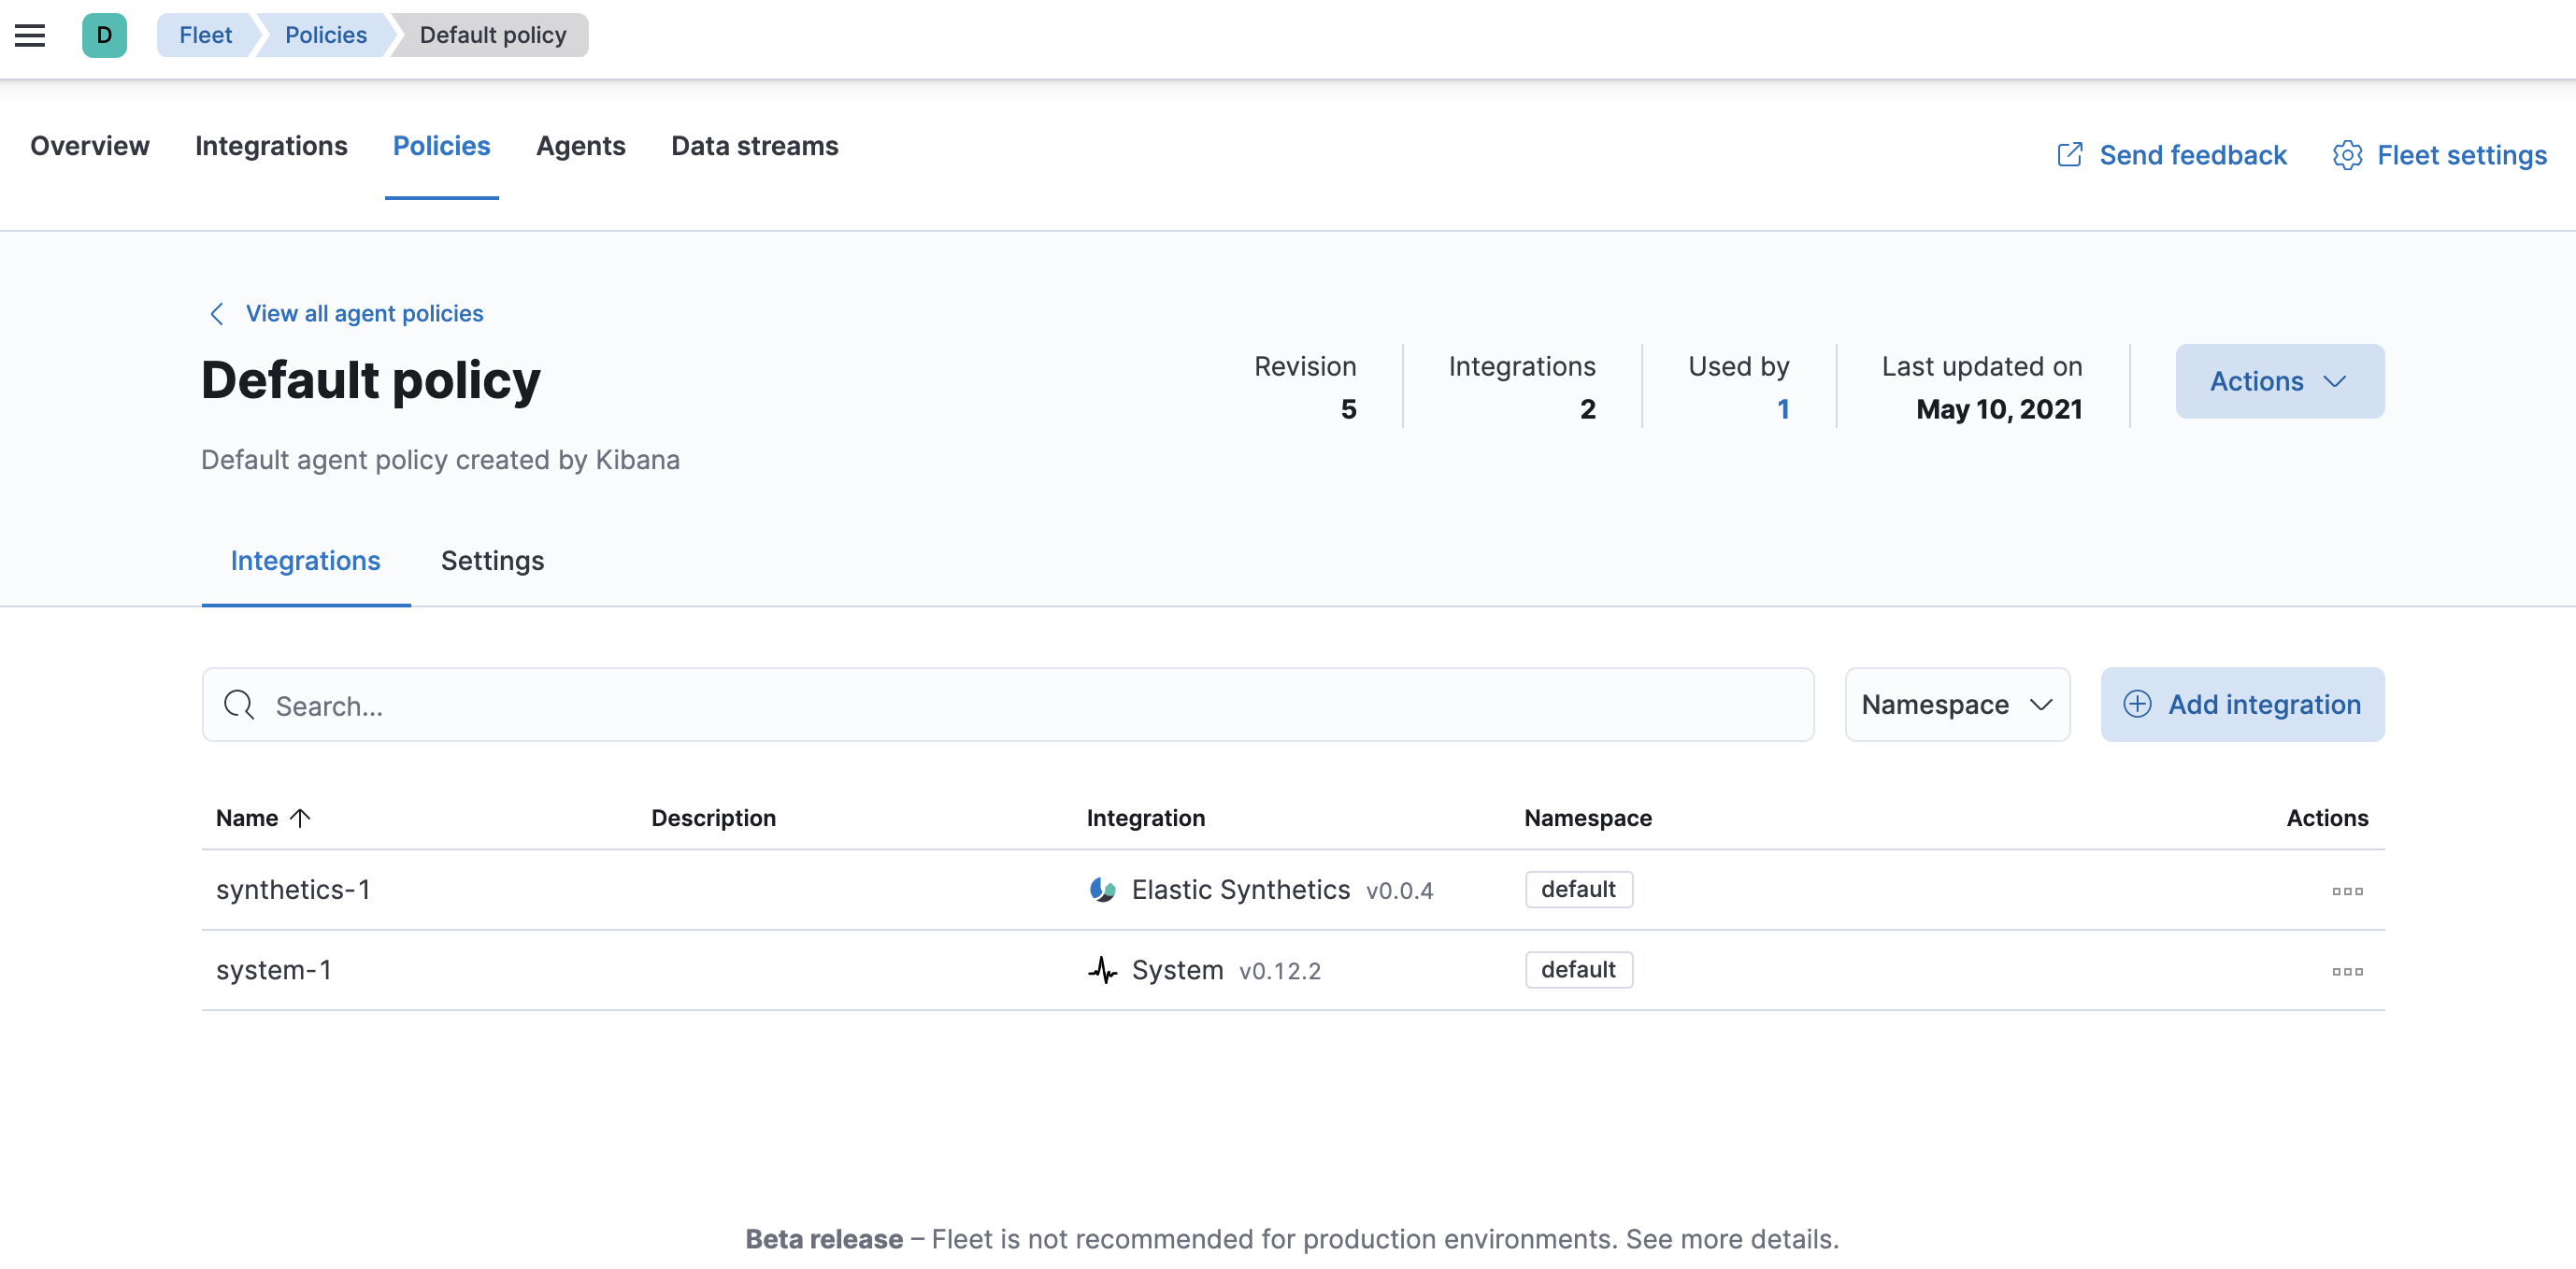 D Fleet Policies Default policy
Overview Integrations Policies Agents Data streams Send feedback Fleet settings
View all agent policies
Default policy
Revision Integrations Used by Last updated on Actions
5 2 1 May 10, 2021
Default agent policy created by Kibana
Integrations Settings
Search... Namespace Add integration
Name Description Integration Namespace Actions
synthetics-1 Elastic Synthetics v0.0.4 default
system-1 System v0.12.2 default
Beta release – Fleet is not recommended for production environments. See more details.